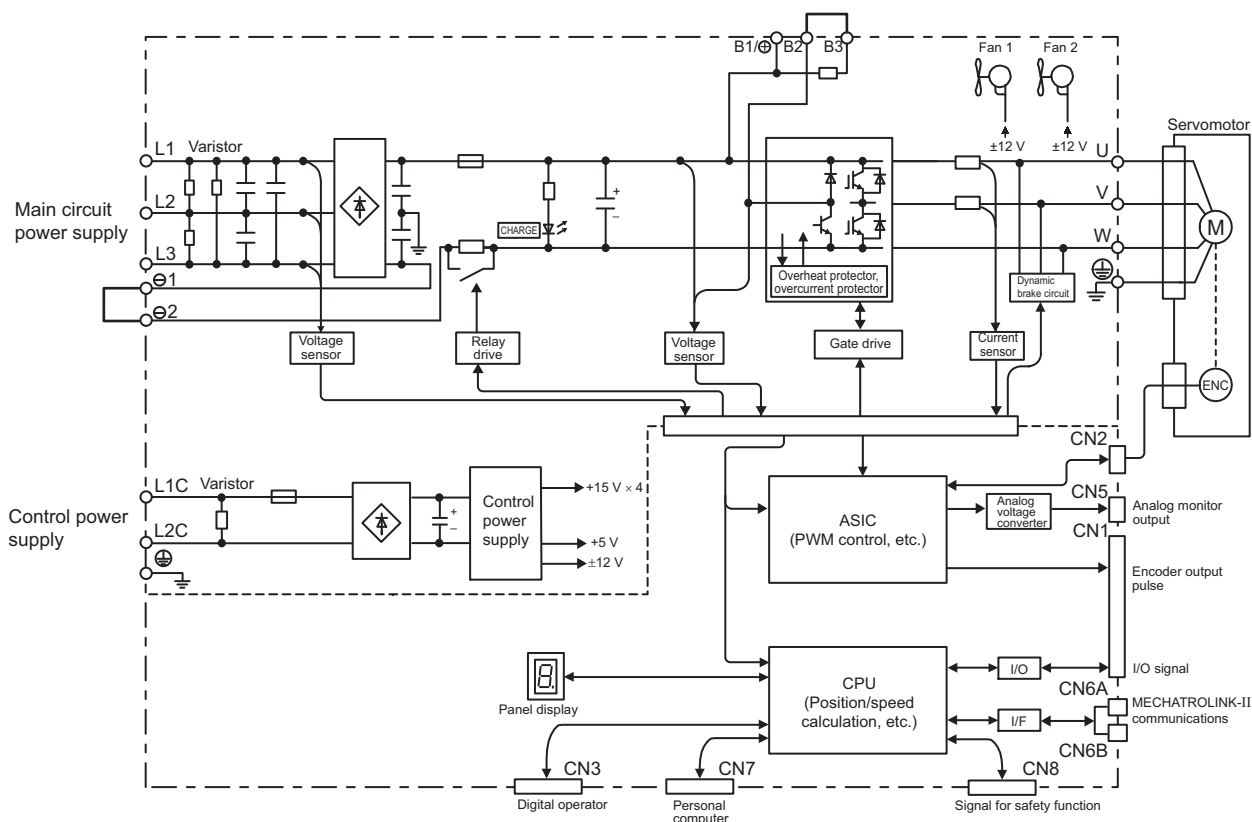 B1/⊕ B2 B3
Fan 1 Fan 2
±12 V ±12 V
Servomotor
L1 Varistor
U
Main circuit
power supply
L2
V
CHARGE
+
–
W
M
L3
⊖1
⊖2
Overheat protector,
overcurrent protector
Dynamic
brake circuit
Voltage
sensor
Relay
drive
Voltage
sensor
Gate drive
Current
sensor
ENC
CN2
L1C Varistor
Control power
supply
L2C
+
–
Control
power
supply
+15 V × 4
+5 V
±12 V
ASIC
(PWM control, etc.)
Analog
voltage
converter
CN5
Analog monitor
output
CN1
Encoder output
pulse
I/O
I/O signal
CPU
(Position/speed
calculation, etc.)
CN6A
MECHATROLINK-II
communications
I/F
CN6B
8.
Panel display
CN3
Digital operator
CN7
Personal
computer
CN8
Signal for safety function